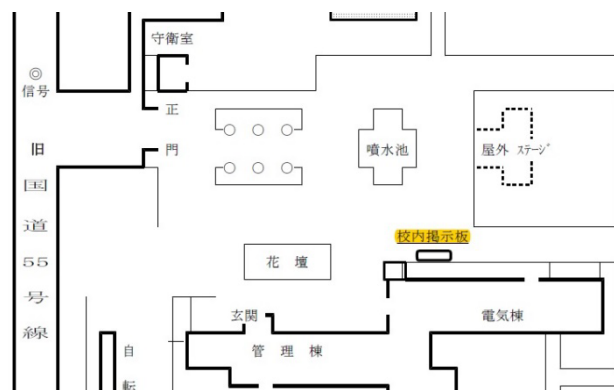 守衛室
◎
信号
正
門
噴水池
屋外 ステージ
旧
国
道
55
号
線
校内掲示板
花 壇
玄関
管 理 棟
電気棟
自
転